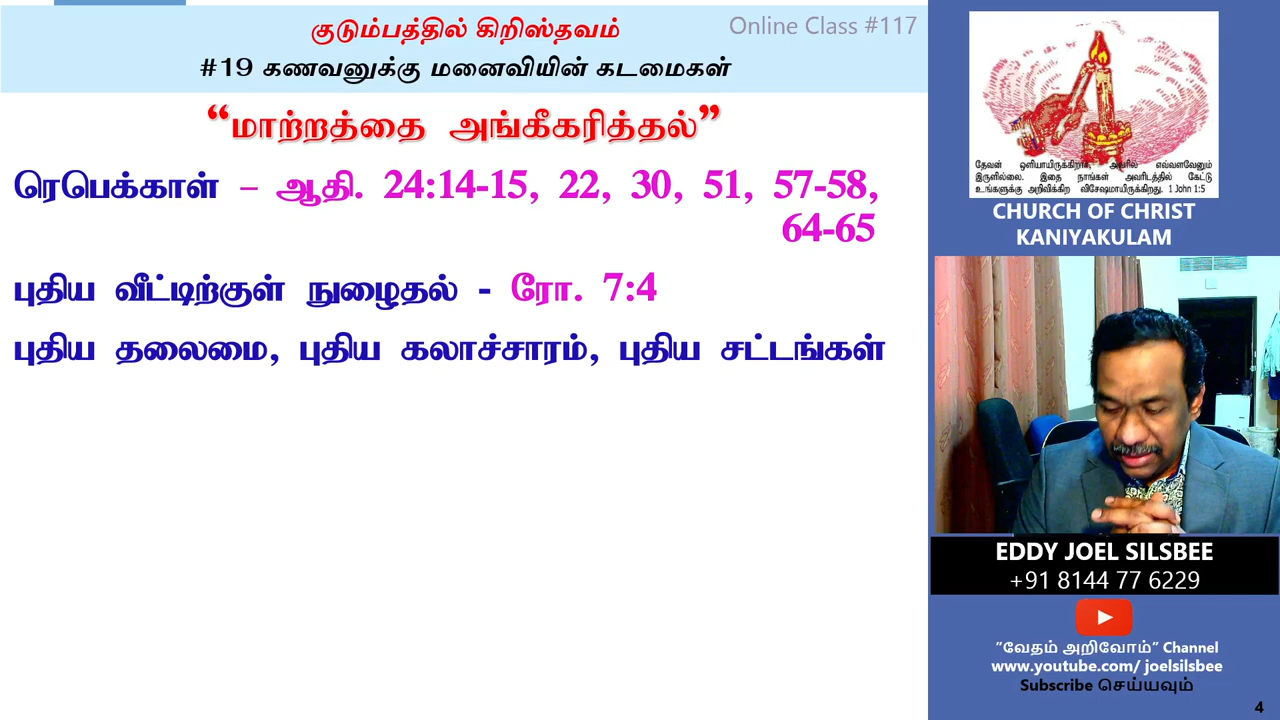 குடும்பத்தில் கிறிஸ்தவம்
Online Class #117
#19 கணவனுக்கு மனைவியின் கடமைகள்
“மாற்றத்தை அங்கீகரித்தல்”
ரெபெக்காள் – ஆதி. 24:14-15, 22, 30, 51, 57-58,
64-65
புதிய வீட்டிற்குள் நுழைதல் - ரோ. 7:4
புதிய தலைமை, புதிய கலாச்சாரம், புதிய சட்டங்கள்
தேவன் ஒளியாயிருக்கிறார், அவரில் எவ்வளவேனும்
இருளில்லை. இதை நாங்கள் அவரிடத்தில் கேட்டு
உங்களுக்கு அறிவிக்கிற விசேஷமாயிருக்கிறது. 1 John 1:5
CHURCH OF CHRIST
KANIYAKULAM
EDDY JOEL SILSBEE
+91 8144 77 6229
”வேதம் அறிவோம்” Channel
www.youtube.com/ joelsilsbee
Subscribe செய்யவும்
4